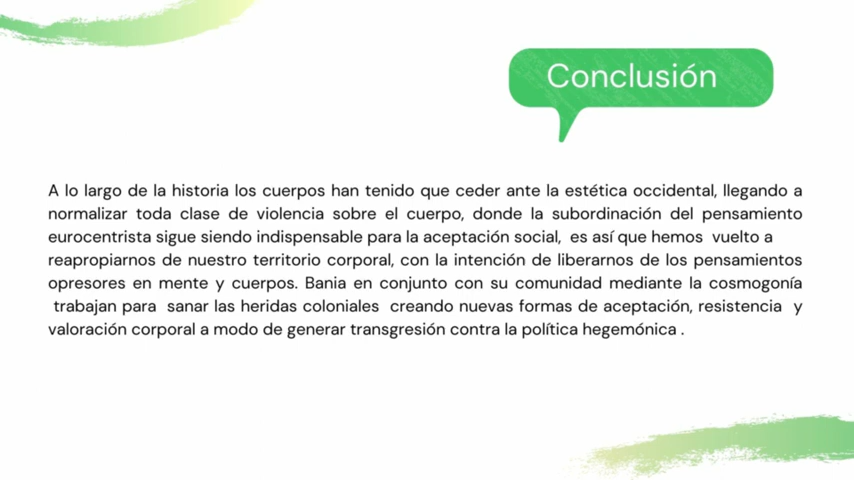 Conclusión
A lo largo de la historia los cuerpos han tenido que ceder ante la estética occidental, llegando a
normalizar toda clase de violencia sobre el cuerpo, donde la subordinación del pensamiento
eurocentrista sigue siendo indispensable para la aceptación social,  es así que hemos  vuelto a
reapropiarnos de nuestro territorio corporal, con la intención de liberarnos de los pensamientos
opresores en mente y cuerpos. Bania en conjunto con su comunidad mediante la cosmogonía
trabajan para  sanar las heridas coloniales  creando nuevas formas de aceptación, resistencia  y
valoración corporal a modo de generar transgresión contra la política hegemónica .